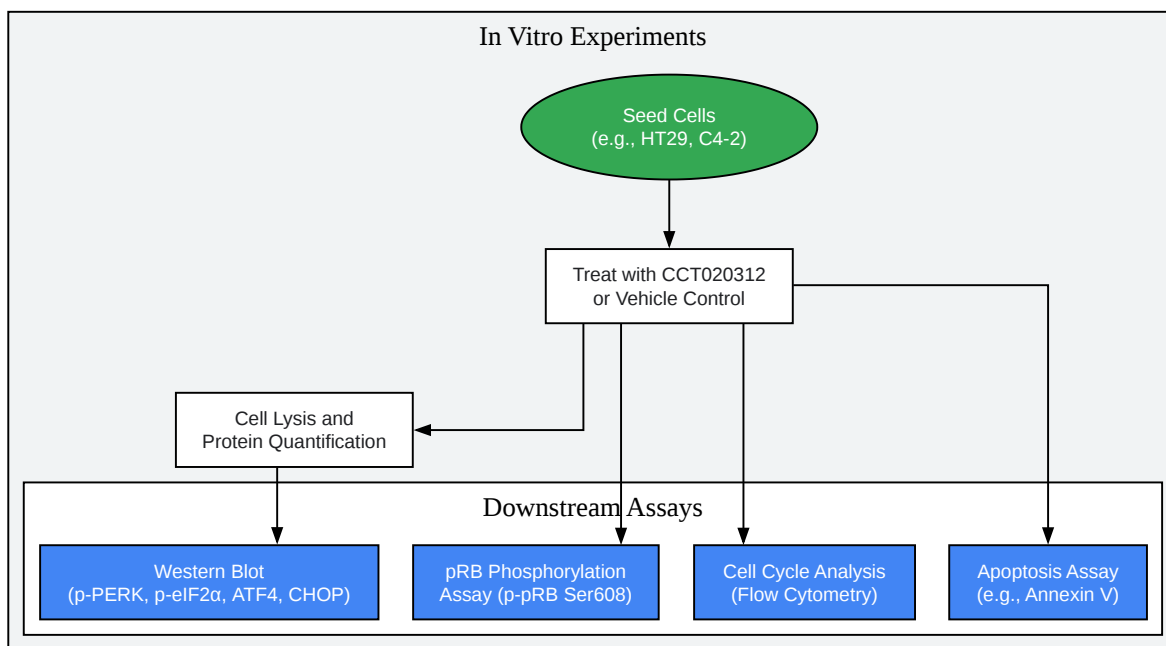 In Vitro Experiments
Seed Cells
(e.g., HT29, C4-2)
Treat with CCT020312
or Vehicle Control
Cell Lysis and
Protein Quantification
Downstream Assays
Western Blot
(p-PERK, p-eIF2α, ATF4, CHOP)
pRB Phosphorylation
Assay (p-pRB Ser608)
Cell Cycle Analysis
(Flow Cytometry)
Apoptosis Assay
(e.g., Annexin V)